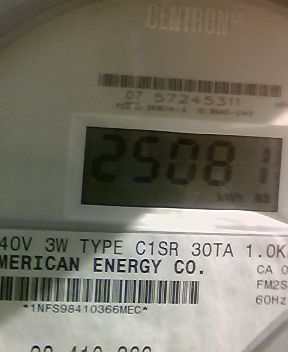 CENTRON®
07 57245311
25081
kWh
40V 3W TYPE C1SR 30TA 1.0K
MERICAN ENERGY CO.
CA
FM2S
60Hz
*1NFS98410366MEC*